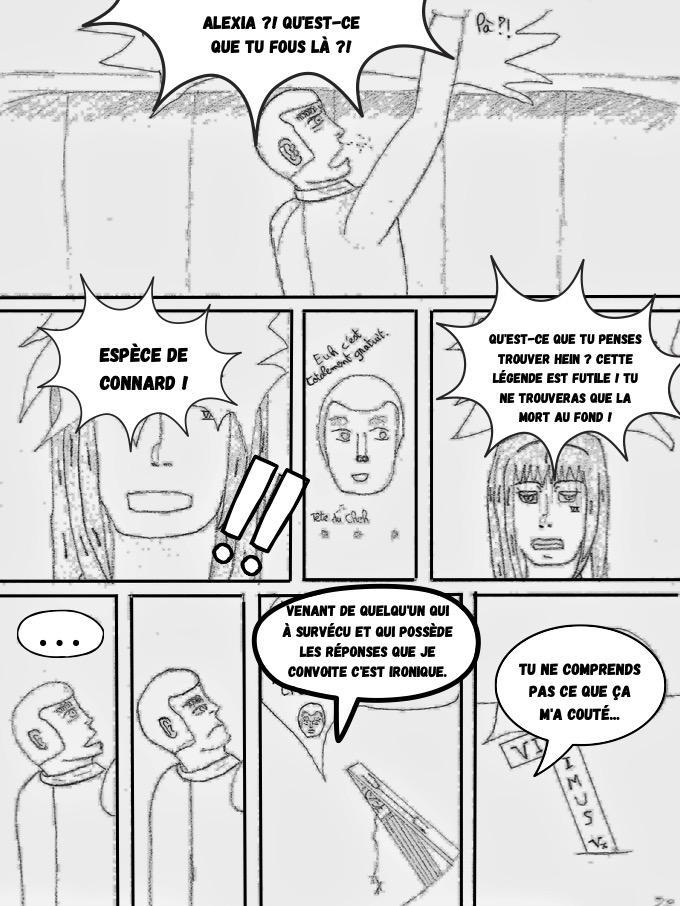 ALEXIA ?! QU'EST-CE
QUE TU FOUS LÀ ?!
Pà ?!
ESPÈCE DE
CONNARD !
!!
Euh c'est
totalement gratuit.
Tête du Cheh
QU'EST-CE QUE TU PENSES
TROUVER HEIN ? CETTE
LÉGENDE EST FUTILE ! TU
NE TROUVERAS QUE LA
MORT AU FOND !
...
VENANT DE QUELQU'UN QUI
À SURVÉCU ET QUI POSSÈDE
LES RÉPONSES QUE JE
CONVOITE C'EST IRONIQUE.
TU NE COMPRENDS
PAS CE QUE ÇA
M'A COUTÉ...
VI
IMUS